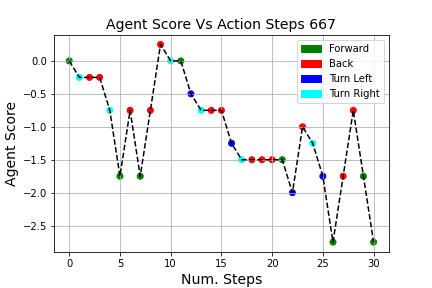 Agent Score Vs Action Steps 667
Agent Score
0.0
−0.5
−1.0
−1.5
−2.0
−2.5
Forward
Back
Turn Left
Turn Right
0 5 10 15 20 25 30
Num. Steps